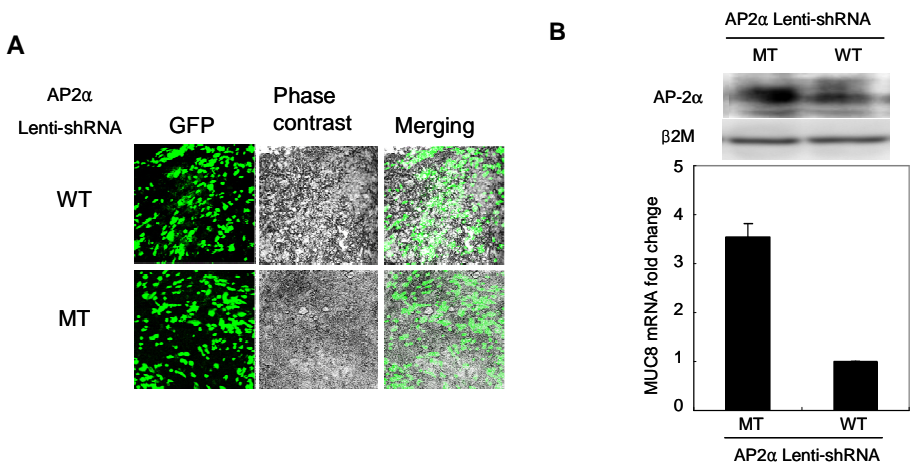 A
AP2α
Lenti-shRNA
GFP
Phase
contrast
Merging
WT
MT
B
AP2α Lenti-shRNA
MT WT
AP-2α
β2M
MUC8 mRNA fold change
5
4
3
2
1
0
MT WT
AP2α Lenti-shRNA